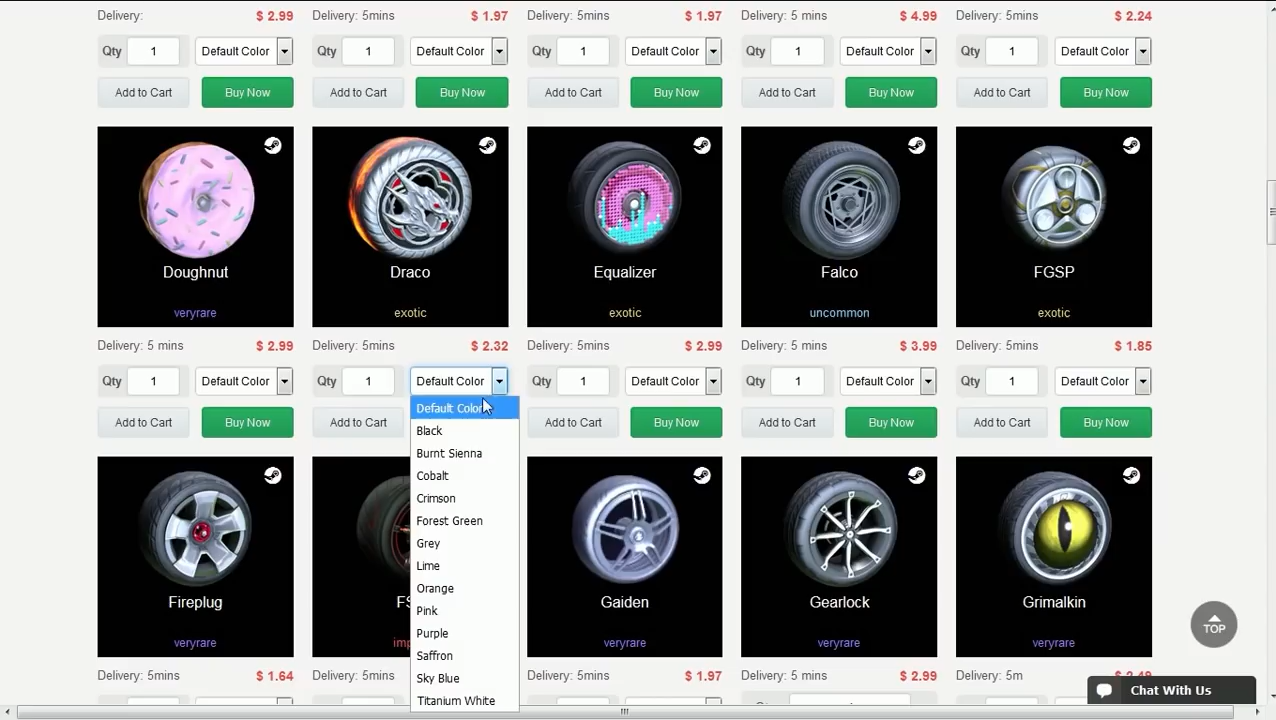 Delivery: $ 2.99 Delivery: 5mins $ 1.97 Delivery: 5mins $ 1.97 Delivery: 5 mins $ 4.99 Delivery: 5mins $ 2.24
Qty 1 Default Color Qty 1 Default Color Qty 1 Default Color Qty 1 Default Color Qty 1 Default Color
Add to Cart Buy Now Add to Cart Buy Now Add to Cart Buy Now Add to Cart Buy Now Add to Cart Buy Now
Doughnut Draco Equalizer Falco FGSP
veryrare exotic exotic uncommon exotic
Delivery: 5 mins $ 2.99 Delivery: 5mins $ 2.32 Delivery: 5mins $ 2.99 Delivery: 5 mins $ 3.99 Delivery: 5mins $ 1.85
Qty 1 Default Color Qty 1 Default Color Qty 1 Default Color Qty 1 Default Color Qty 1 Default Color
Add to Cart Buy Now Add to Cart Add to Cart Buy Now Add to Cart Buy Now Add to Cart Buy Now
Default Color
Black
Burnt Sienna
Cobalt
Crimson
Forest Green
Grey
Lime
Orange
Pink
Purple
Saffron
Sky Blue
Titanium White
Fireplug Gaiden Gearlock Grimalkin
veryrare veryrare veryrare veryrare
Delivery: 5mins $ 1.64 Delivery: 5mins Delivery: 5mins $ 1.97 Delivery: 5mins $ 2.99 Delivery: 5m
TOP
Chat With Us